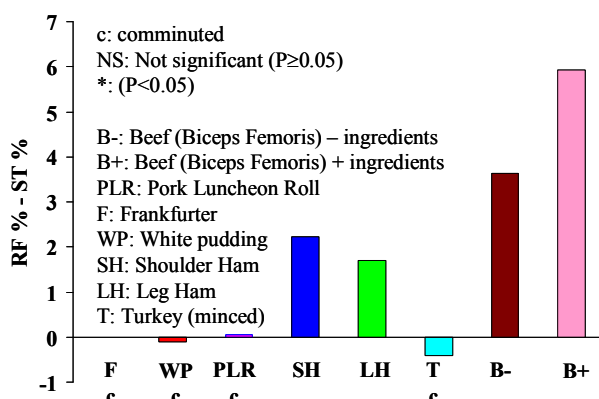 7
6
5
4
3
2
1
0
-1
RF % - ST %
c: comminuted
NS: Not significant (P≥0.05)
*: (P<0.05)
B-: Beef (Biceps Femoris) – ingredients
B+: Beef (Biceps Femoris) + ingredients
PLR: Pork Luncheon Roll
F: Frankfurter
WP: White pudding
SH: Shoulder Ham
LH: Leg Ham
T: Turkey (minced)
F WP PLR SH LH T B- B+